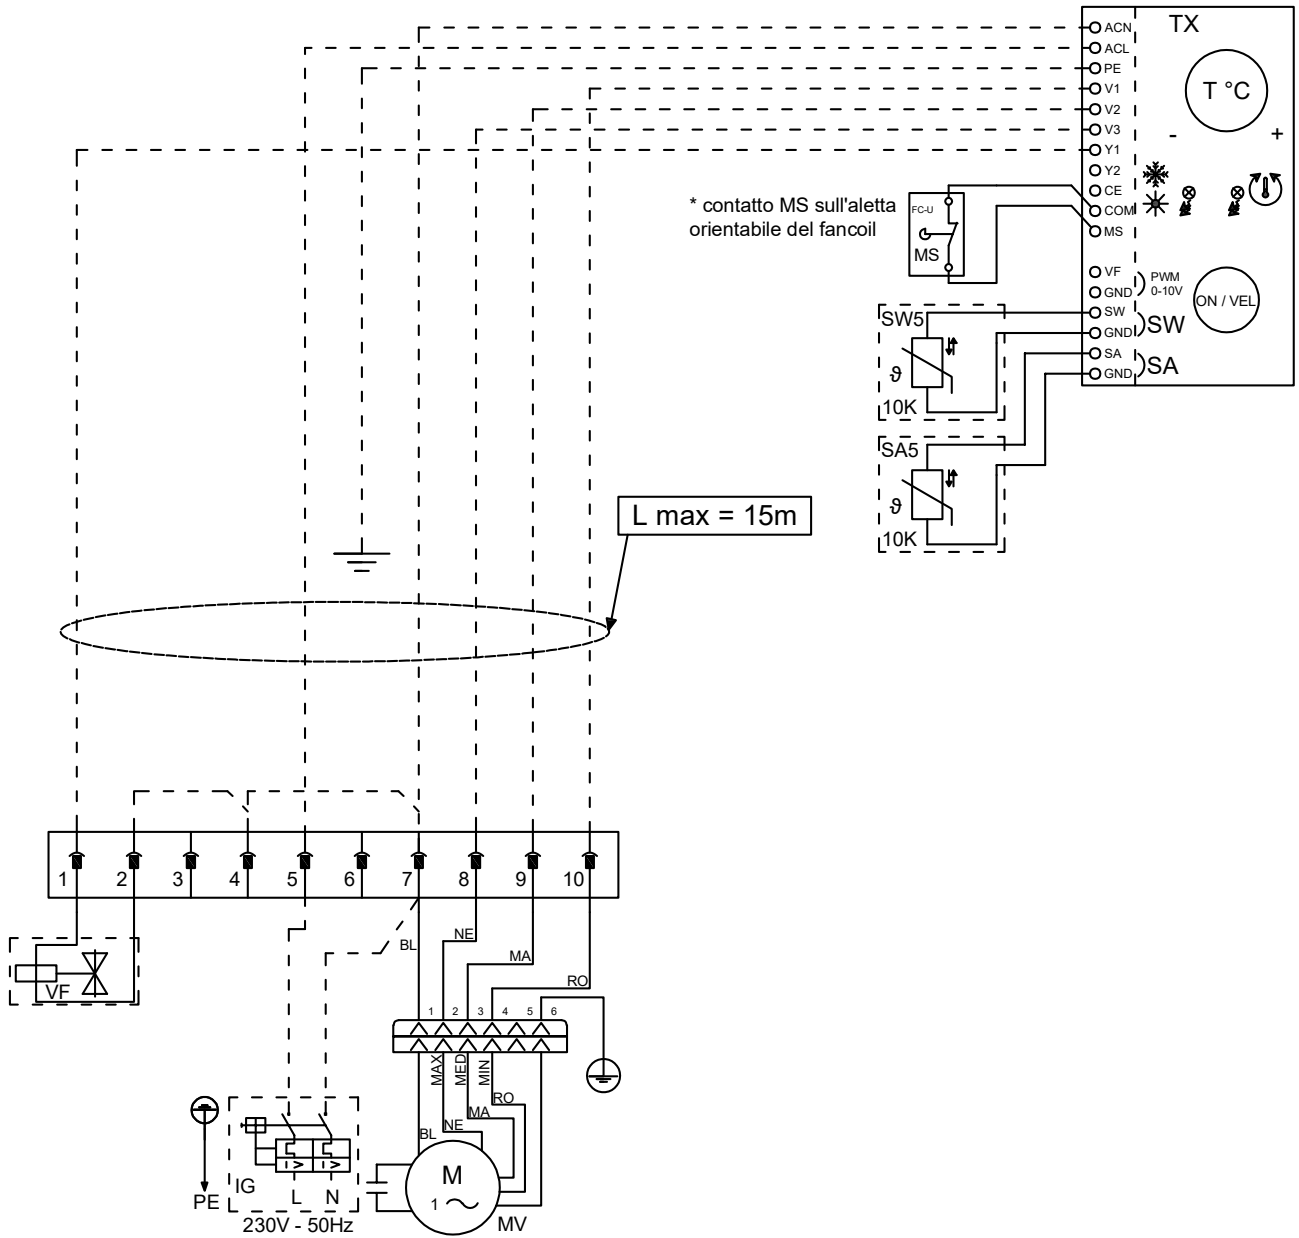 TX
ACN
ACL
PE
V1
V2
V3
Y1
Y2
CE
COM
MS
VF
GND
SW
GND
SA
GND
T °C
- +
PWM
0-10V
ON / VEL
SW
SA
* contatto MS sull'aletta
orientabile del fancoil
FC-U
MS
SW5
ϑ
10K
SA5
ϑ
10K
L max = 15m
1 2 3 4 5 6 7 8 9 10
VF
BL
NE
MA
RO
1 2 3 4 5 6
MAX
MED
MIN
RO
MA
NE
BL
M
1
MV
PE
IG
L N
230V - 50Hz